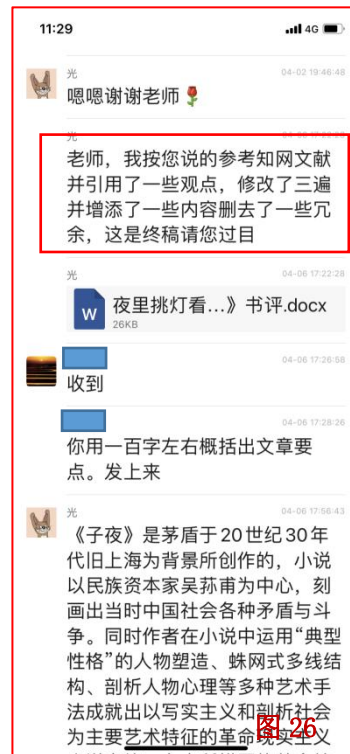 11:29
4G
光
04-02 19:46:48
嗯嗯谢谢老师
光
老师，我按您说的参考知网文献
并引用了一些观点，修改了三遍
并增添了一些内容删去了一些冗
余，这是终稿请您过目
光
04-06 17:22:28
W
夜里挑灯看...》书评.docx
26KB
04-06 17:26:58
收到
04-06 17:28:26
你用一百字左右概括出文章要
点。发上来
光
04-06 17:56:43
《子夜》是茅盾于20世纪30年
代旧上海为背景所创作的，小说
以民族资本家吴荪甫为中心，刻
画出当时中国社会各种矛盾与斗
争。同时作者在小说中运用“典型
性格”的人物塑造、蛛网式多线结
构、剖析人物心理等多种艺术手
法成就出以写实主义和剖析社会
为主要艺术特征的革命现实主义
图 26